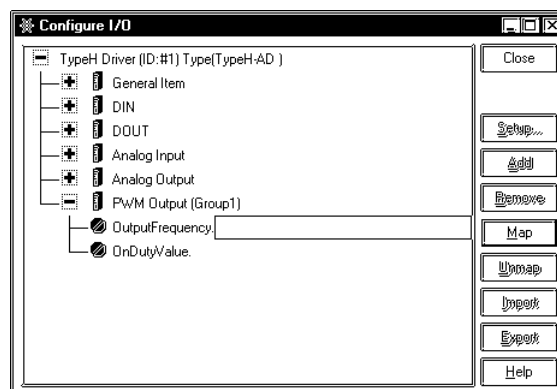 Configure I/O
TypeH Driver (ID:#1) Type(TypeH-AD )
General Item
DIN
DOUT
Analog Input
Analog Output
PWM Output (Group1)
OutputFrequency.
OnDutyValue.
Close
Setup...
Add
Remove
Map
Unmap
Import
Export
Help